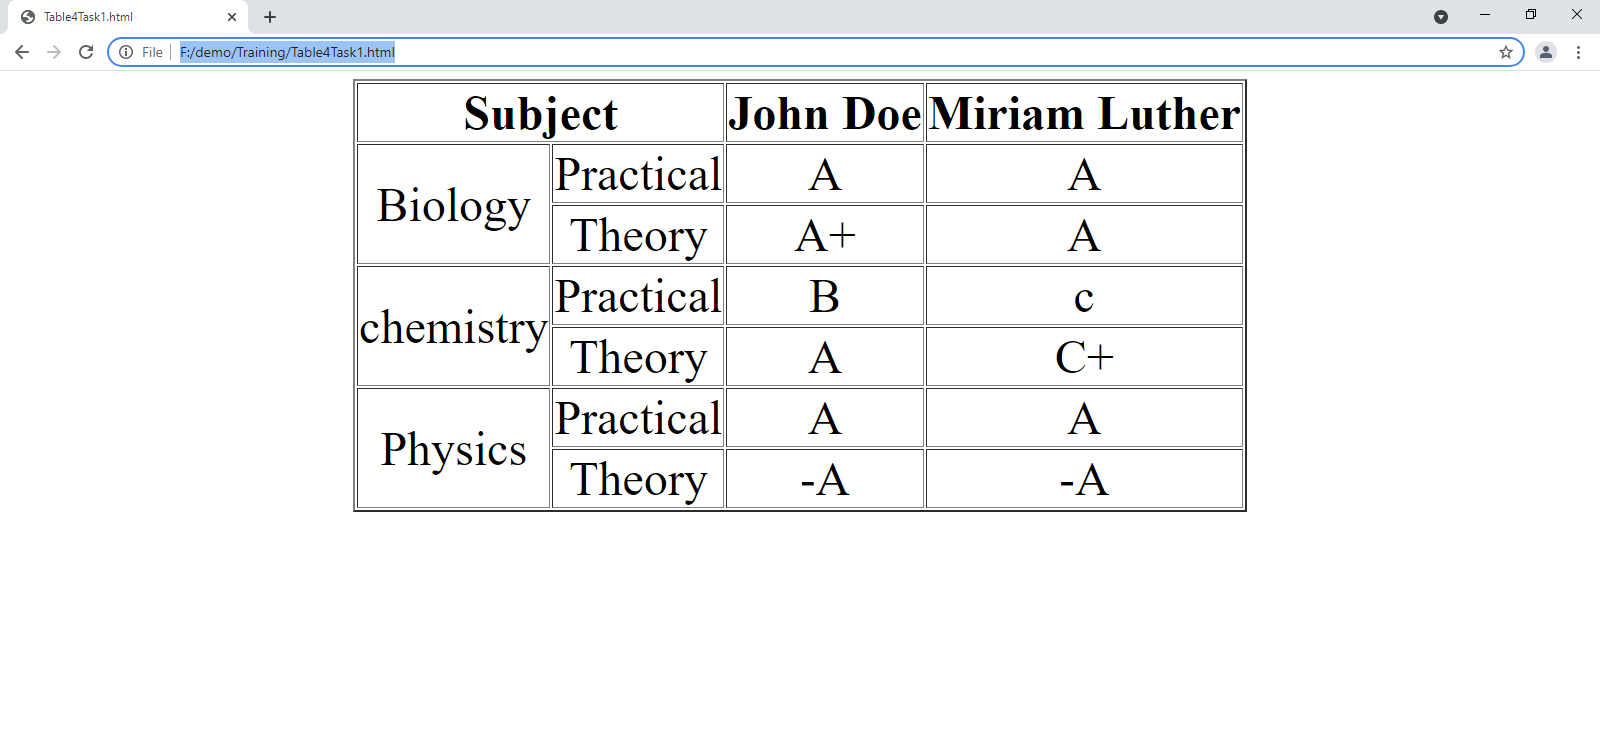 Table4Task1.html
File F:/demo/Training/Table4Task1.html
Subject John Doe Miriam Luther
Biology Practical A A
Theory A+ A
chemistry Practical B c
Theory A C+
Physics Practical A A
Theory -A -A